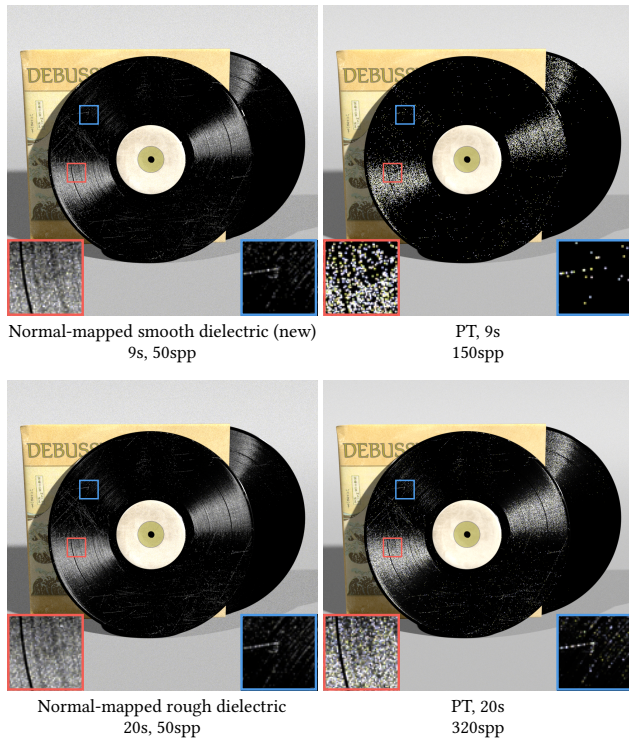 DEBUSS
DEBUSS
Normal-mapped smooth dielectric (new)
9s, 50spp
PT, 9s
150spp
DEBUSS
DEBUSS
Normal-mapped rough dielectric
20s, 50spp
PT, 20s
320spp